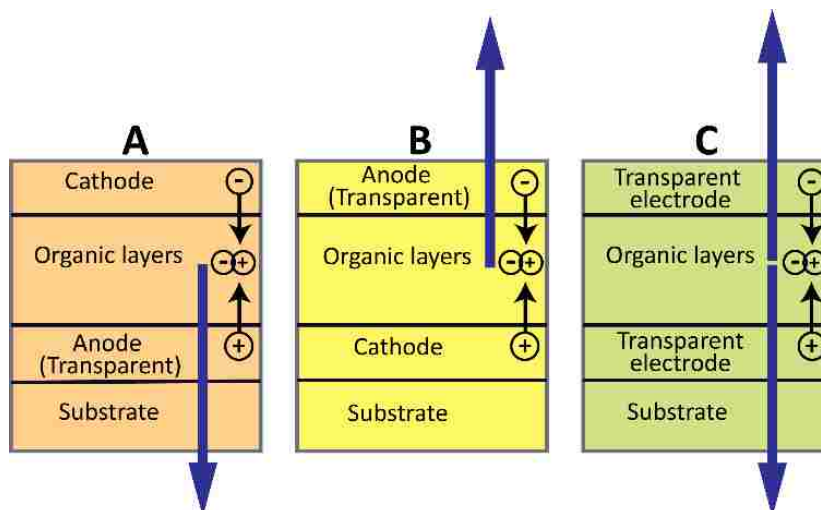 A
Cathode
-
Organic layers
-+
Anode
(Transparent)
+
Substrate
B
Anode
(Transparent)
-
Organic layers
-+
Cathode
+
Substrate
C
Transparent
electrode
-
Organic layers
-+
Transparent
electrode
+
Substrate